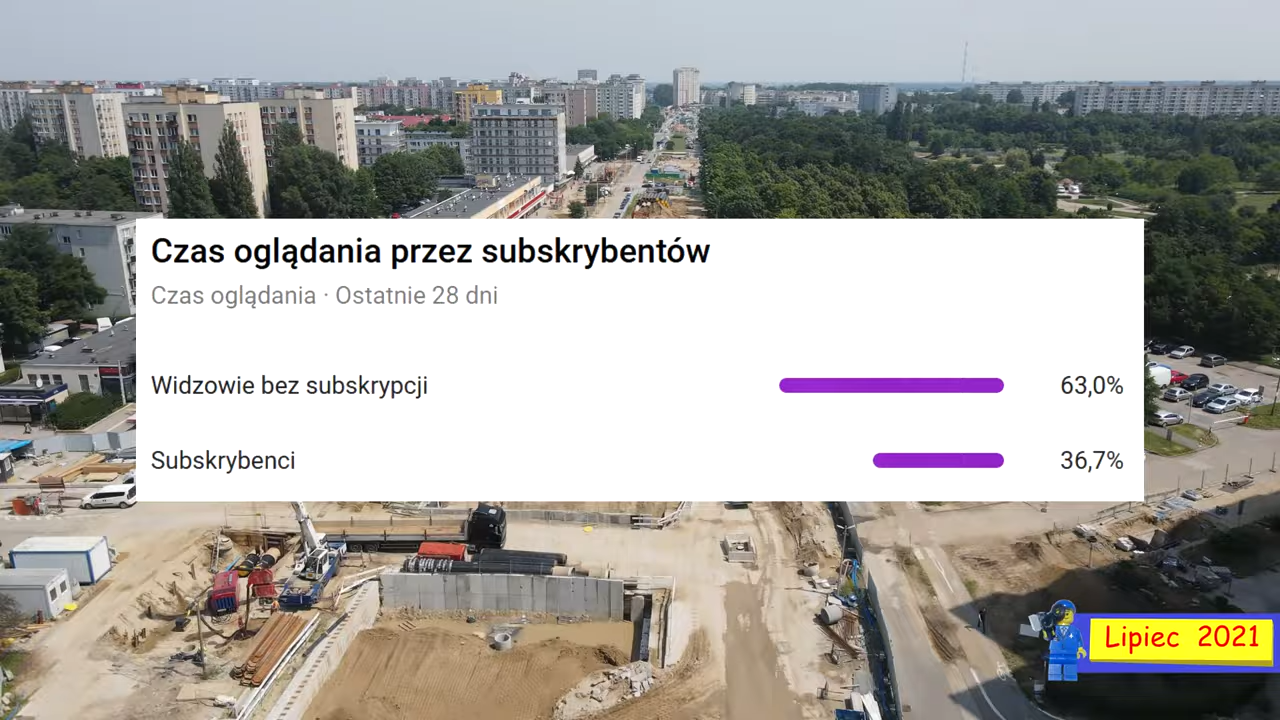 Czas oglądania przez subskrybentów
Czas oglądania · Ostatnie 28 dni
Widzowie bez subskrypcji 63,0%
Subskrybenci 36,7%
Lipiec 2021